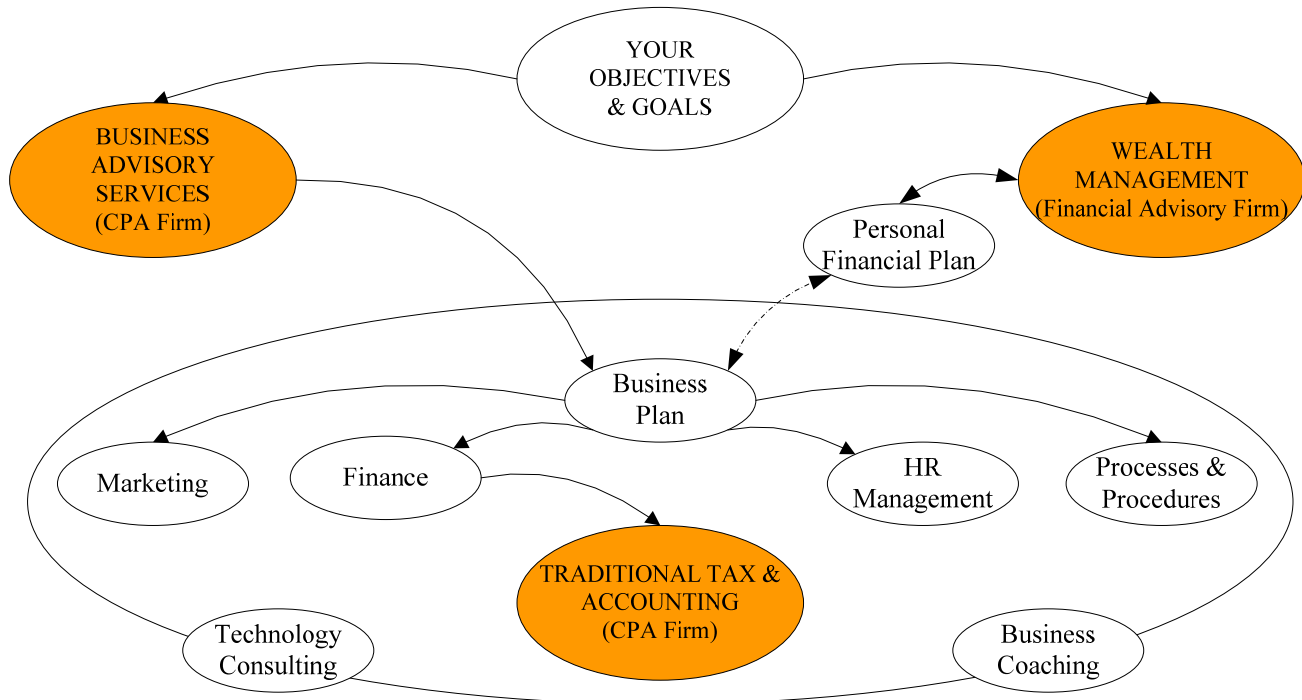 YOUR
OBJECTIVES
& GOALS
BUSINESS
ADVISORY
SERVICES
(CPA Firm)
WEALTH
MANAGEMENT
(Financial Advisory Firm)
Personal
Financial Plan
Business
Plan
Marketing
Finance
HR
Management
Processes &
Procedures
TRADITIONAL TAX &
ACCOUNTING
(CPA Firm)
Technology
Consulting
Business
Coaching